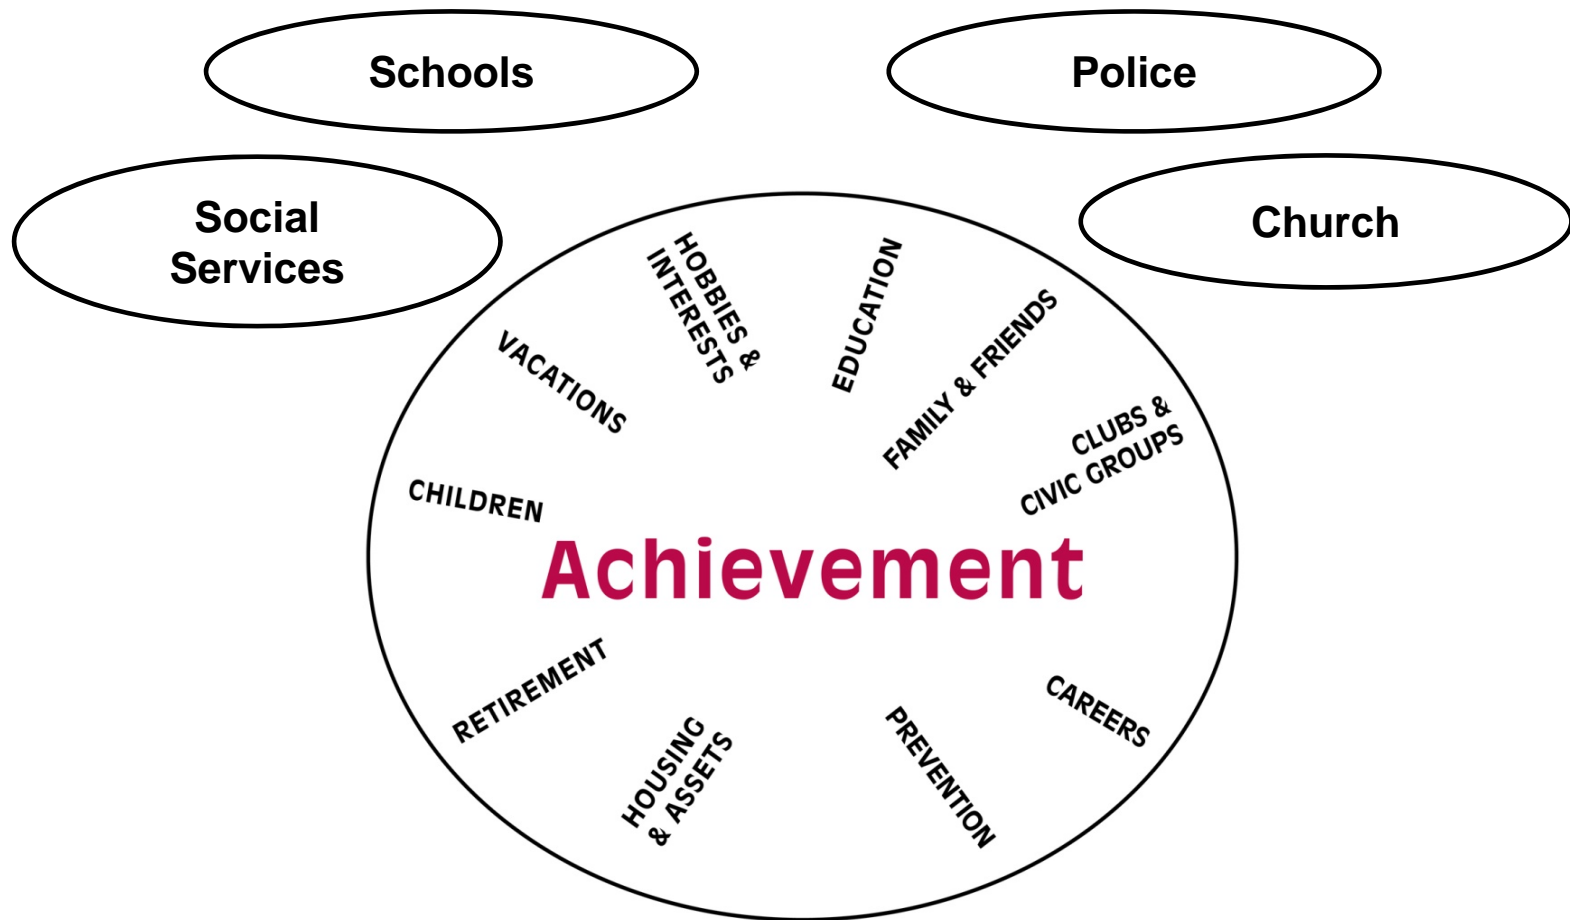 Schools
Police
Social
Services
Church
HOBBIES &
INTERESTS
EDUCATION
FAMILY & FRIENDS
VACATIONS
CLUBS &
CIVIC GROUPS
CHILDREN
Achievement
RETIREMENT
CAREERS
HOUSING
& ASSETS
PREVENTION